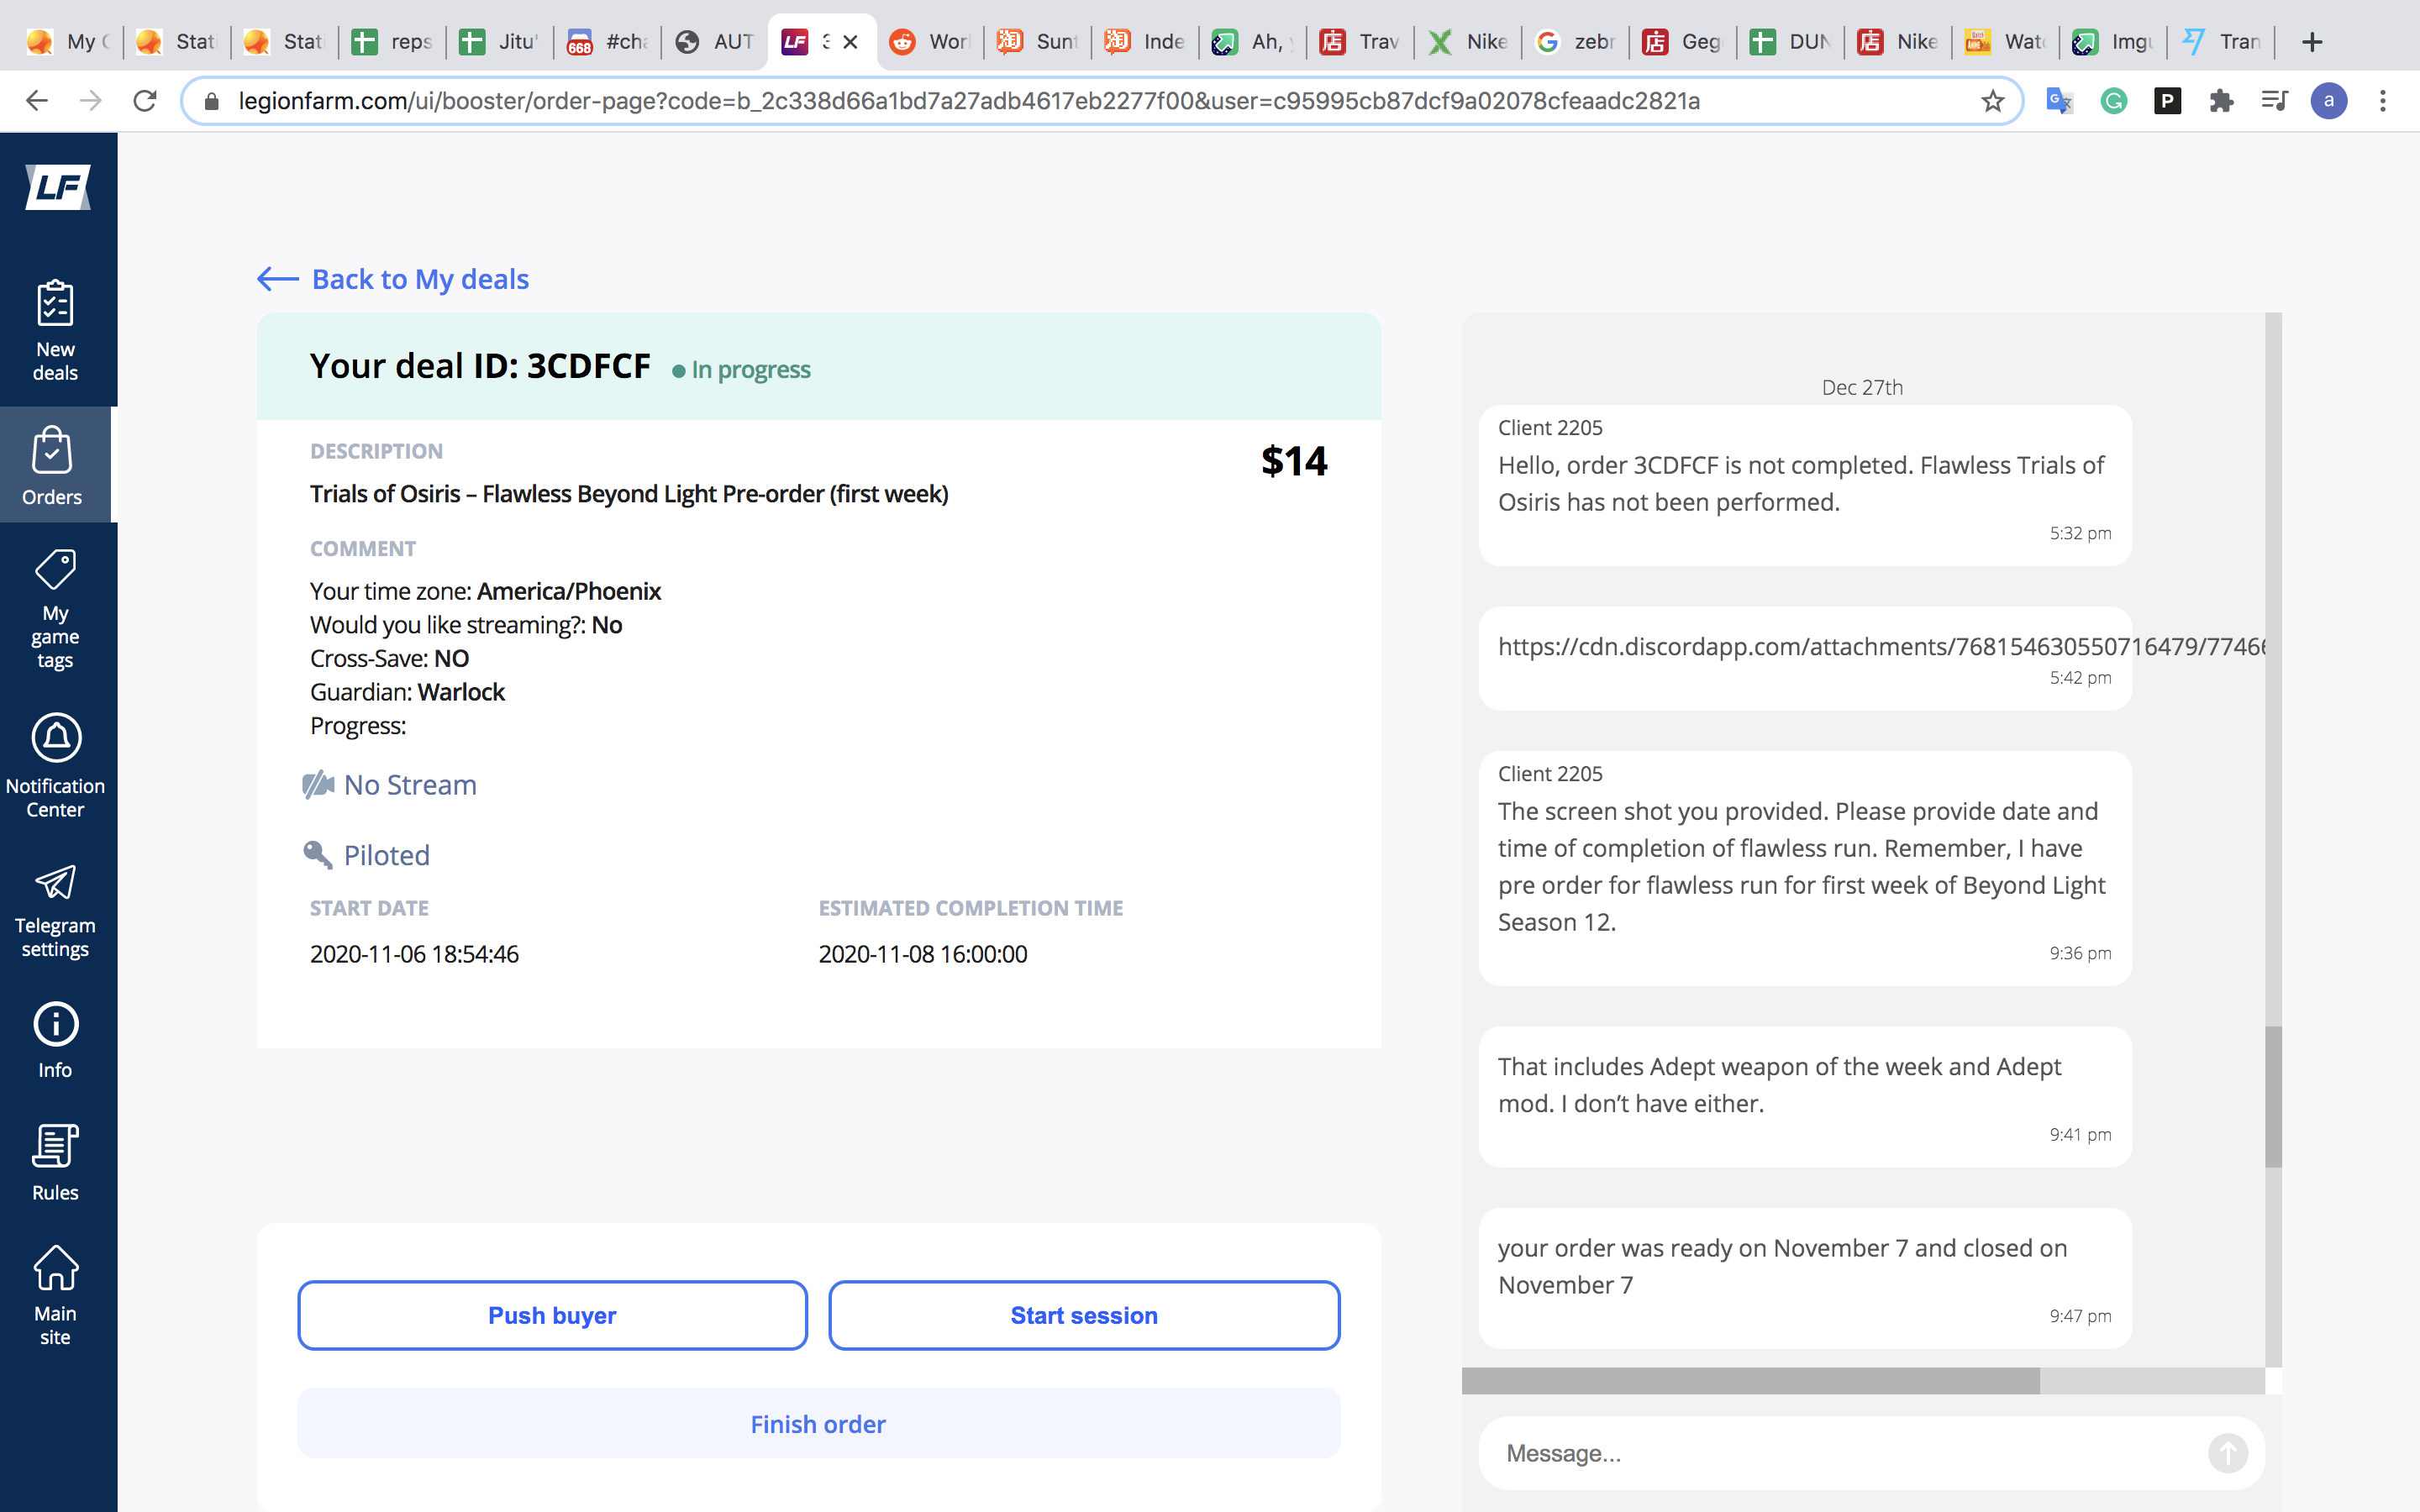 My
Stat
Stat
reps
Jitu'
668
#cha
AUT
LF
Wor
淘
Sunt
淘
Inde
Ah,
店
Trav
Nike
zebr
店
Geg
DUN
店
Nike
Wat
Imgu
Tran
legionfarm.com/ui/booster/order-page?code=b_2c338d66a1bd7a27adb4617eb2277f00&user=c95995cb87dcf9a02078cfeaadc2821a
P
a
LF
New
deals
Orders
My
game
tags
Notification
Center
Telegram
settings
Info
Rules
Main
site
Back to My deals
Your deal ID: 3CDFCF
In progress
DESCRIPTION
$14
Trials of Osiris – Flawless Beyond Light Pre-order (first week)
COMMENT
Your time zone: America/Phoenix
Would you like streaming?: No
Cross-Save: NO
Guardian: Warlock
Progress:
No Stream
Piloted
START DATE
ESTIMATED COMPLETION TIME
2020-11-06 18:54:46
2020-11-08 16:00:00
Push buyer
Start session
Finish order
Dec 27th
Client 2205
Hello, order 3CDFCF is not completed. Flawless Trials of
Osiris has not been performed.
5:32 pm
https://cdn.discordapp.com/attachments/768154630550716479/77466
5:42 pm
Client 2205
The screen shot you provided. Please provide date and
time of completion of flawless run. Remember, I have
pre order for flawless run for first week of Beyond Light
Season 12.
9:36 pm
That includes Adept weapon of the week and Adept
mod. I don't have either.
9:41 pm
your order was ready on November 7 and closed on
November 7
9:47 pm
Message...